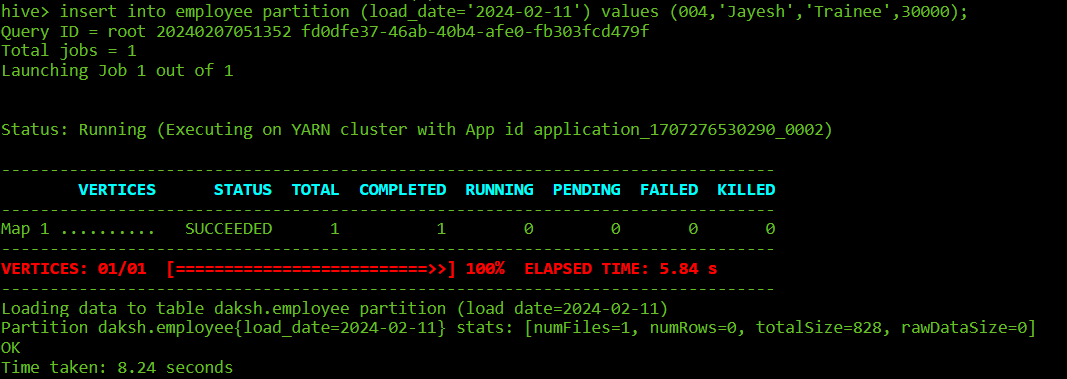 hive> insert into employee partition (load_date='2024-02-11') values (004,'Jayesh','Trainee',30000);
Query ID = root 20240207051352 fd0dfe37-46ab-40b4-afe0-fb303fcd479f
Total jobs = 1
Launching Job 1 out of 1
Status: Running (Executing on YARN cluster with App id application_1707276530290_0002)
--------------------------------------------------------------------------------
VERTICES STATUS TOTAL COMPLETED RUNNING PENDING FAILED KILLED
--------------------------------------------------------------------------------
Map 1 .......... SUCCEEDED 1 1 0 0 0 0
--------------------------------------------------------------------------------
VERTICES: 01/01 [==========================>>] 100% ELAPSED TIME: 5.84 s
--------------------------------------------------------------------------------
Loading data to table daksh.employee partition (load date=2024-02-11)
Partition daksh.employee{load_date=2024-02-11} stats: [numFiles=1, numRows=0, totalSize=828, rawDataSize=0]
OK
Time taken: 8.24 seconds